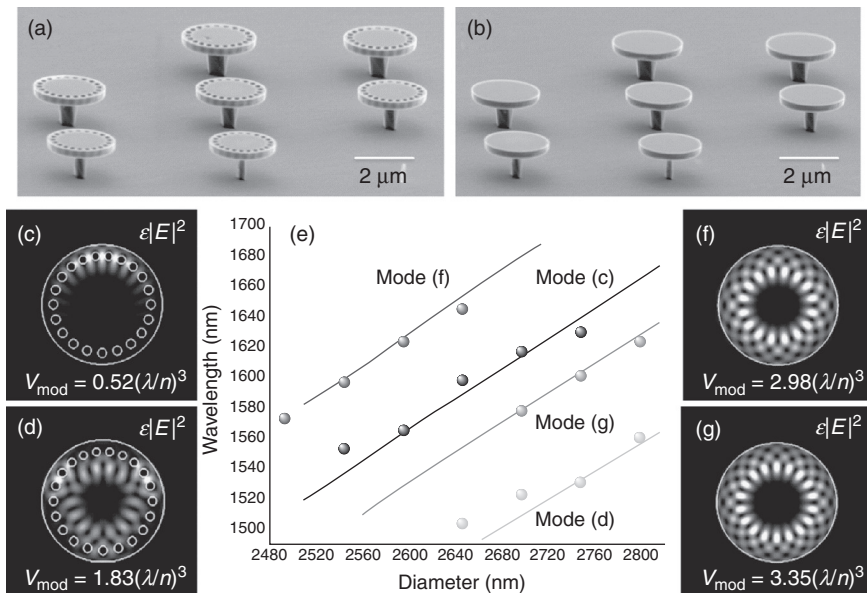 (a)
2 μm
(b)
2 μm
(c)
ε|E|²
V_mod = 0.52(λ/n)³
(d)
ε|E|²
V_mod = 1.83(λ/n)³
(e)
Wavelength (nm)
1700
1680
1660
1640
1620
1600
1580
1560
1540
1520
1500
Mode (f)
Mode (c)
Mode (g)
Mode (d)
2480 2520 2560 2600 2640 2680 2720 2760 2800
Diameter (nm)
(f)
ε|E|²
V_mod = 2.98(λ/n)³
(g)
ε|E|²
V_mod = 3.35(λ/n)³